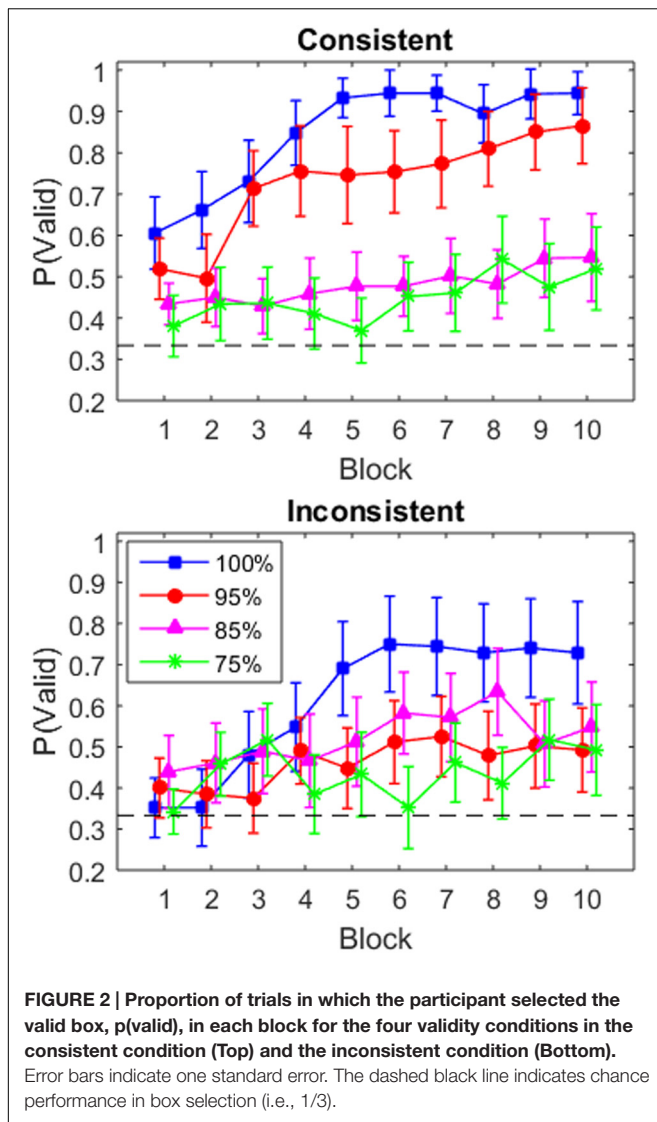 Consistent
1
0.9
0.8
0.7
0.6
0.5
0.4
0.3
0.2
P(Valid)
1 2 3 4 5 6 7 8 9 10
Block
Inconsistent
1
0.9
0.8
0.7
0.6
0.5
0.4
0.3
0.2
P(Valid)
100%
95%
85%
75%
1 2 3 4 5 6 7 8 9 10
Block
FIGURE 2 | Proportion of trials in which the participant selected the
valid box, p(valid), in each block for the four validity conditions in the
consistent condition (Top) and the inconsistent condition (Bottom).
Error bars indicate one standard error. The dashed black line indicates chance
performance in box selection (i.e., 1/3).